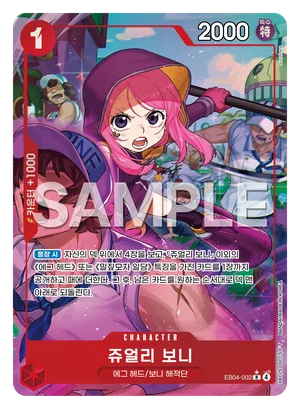 1
2000
특수
特
카운터 +1000
SAMPLE
등장 시 자신의 덱 위에서 4장을 보고, 「쥬얼리 보니」 이외의
《에그 헤드》 또는 《밀짚모자 일당》 특징을 가진 카드를 1장까지
공개하고 패에 더한다. 그 후, 남은 카드를 원하는 순서대로 덱 맨
아래로 되돌린다.
CHARACTER
쥬얼리 보니
에그 헤드/보니 해적단
EB04-002
4